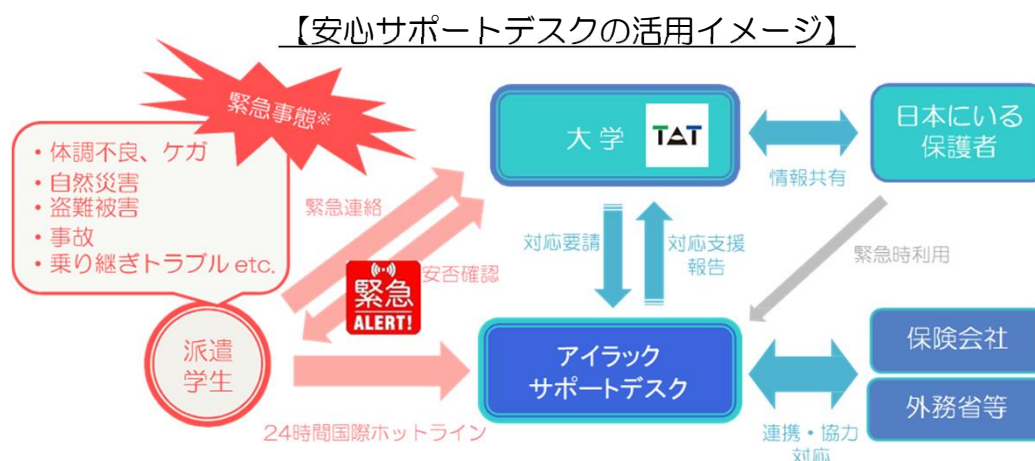 【安心サポートデスクの活用イメージ】
緊急事態※
・体調不良、ケガ
・自然災害
・盗難被害
・事故
・乗り継ぎトラブル etc.
派遣
学生
緊急連絡
安否確認
緊急
ALERT!
24時間国際ホットライン
大学
TAT
情報共有
日本にいる
保護者
対応要請
対応支援
報告
緊急時利用
アイラック
サポートデスク
連携・協力
対応
保険会社
外務省等